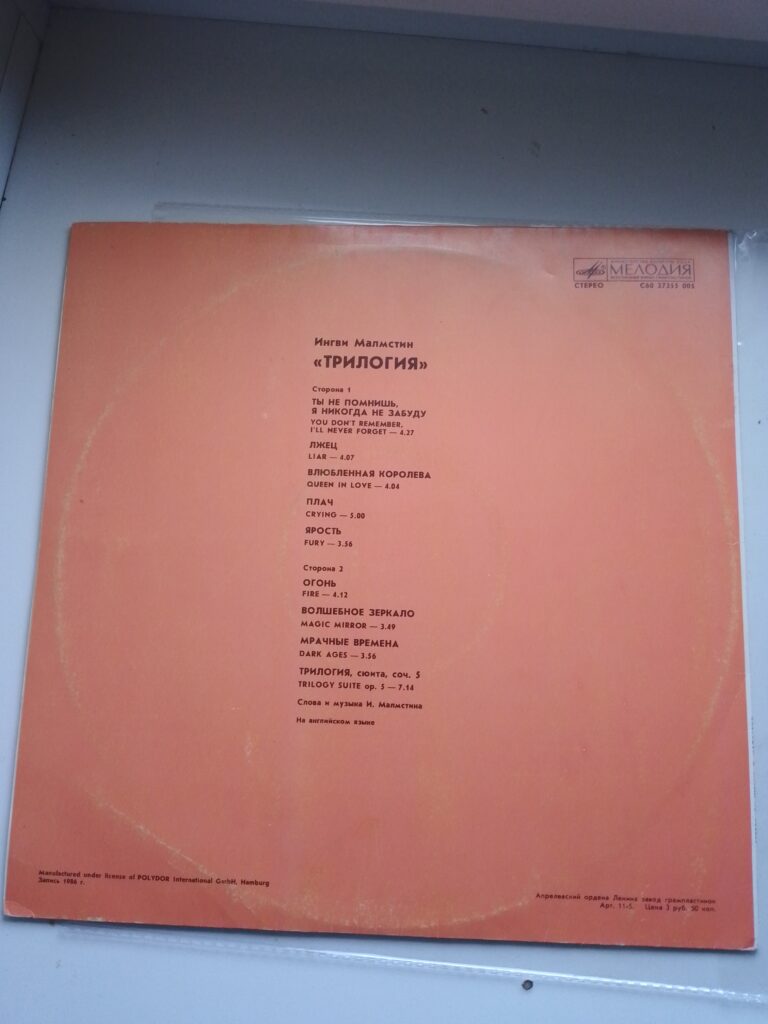 МЕЛОДИЯ
СТЕРЕО С60 27355 005
Ингви Малмстин
«ТРИЛОГИЯ»
Сторона 1
ТЫ НЕ ПОМНИШЬ,
Я НИКОГДА НЕ ЗАБУДУ
YOU DON'T REMEMBER,
I'LL NEVER FORGET — 4.27
ЛЖЕЦ
LIAR — 4.07
ВЛЮБЛЕННАЯ КОРОЛЕВА
QUEEN IN LOVE — 4.04
ПЛАЧ
CRYING — 5.00
ЯРОСТЬ
FURY — 3.56
Сторона 2
ОГОНЬ
FIRE — 4.12
ВОЛШЕБНОЕ ЗЕРКАЛО
MAGIC MIRROR — 3.49
МРАЧНЫЕ ВРЕМЕНА
DARK AGES — 3.56
ТРИЛОГИЯ, сюита, соч. 5
TRILOGY SUITE op. 5 — 7.14
Слова и музыка И. Малмстина
На английском языке
Manufactured under license of POLYDOR International GmbH, Hamburg
Запись 1986 г.
Апрелевский ордена Ленина завод грампластинок
Арт. 11-5. Цена 3 руб. 50 коп.